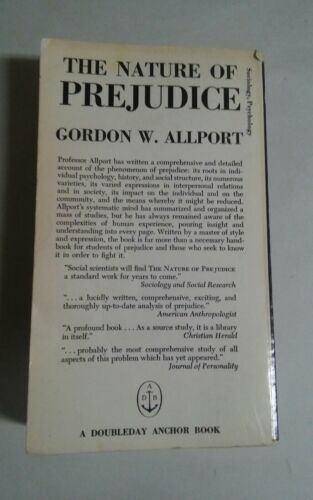 THE NATURE OF
PREJUDICE
GORDON W. ALLPORT
Sociology, Psychology
Professor Allport has written a comprehensive and detailed
account of the phenomenon of prejudice: its roots in indi-
vidual psychology, history, and social structure, its numerous
varieties, its varied expressions in interpersonal relations
and in society, its impact on the individual and on the
community, and the means whereby it might be reduced.
Allport's systematic mind has summarized and organized a
mass of studies, but he has always remained aware of the
complexities of human experience, pouring insight and
understanding into every page. Written by a master of style
and expression, the book is far more than a necessary hand-
book for students of prejudice and those who seek to know
it in order to fight it.
"Social scientists will find THE NATURE OF PREJUDICE
a standard work for years to come."
Sociology and Social Research
". . . a lucidly written, comprehensive, exciting, and
thoroughly up-to-date analysis of prejudice."
American Anthropologist
"A profound book . . . As a source study, it is a library
in itself."
Christian Herald
". . . probably the most comprehensive study of all
aspects of this problem which has yet appeared."
Journal of Personality
A
D B
A DOUBLEDAY ANCHOR BOOK